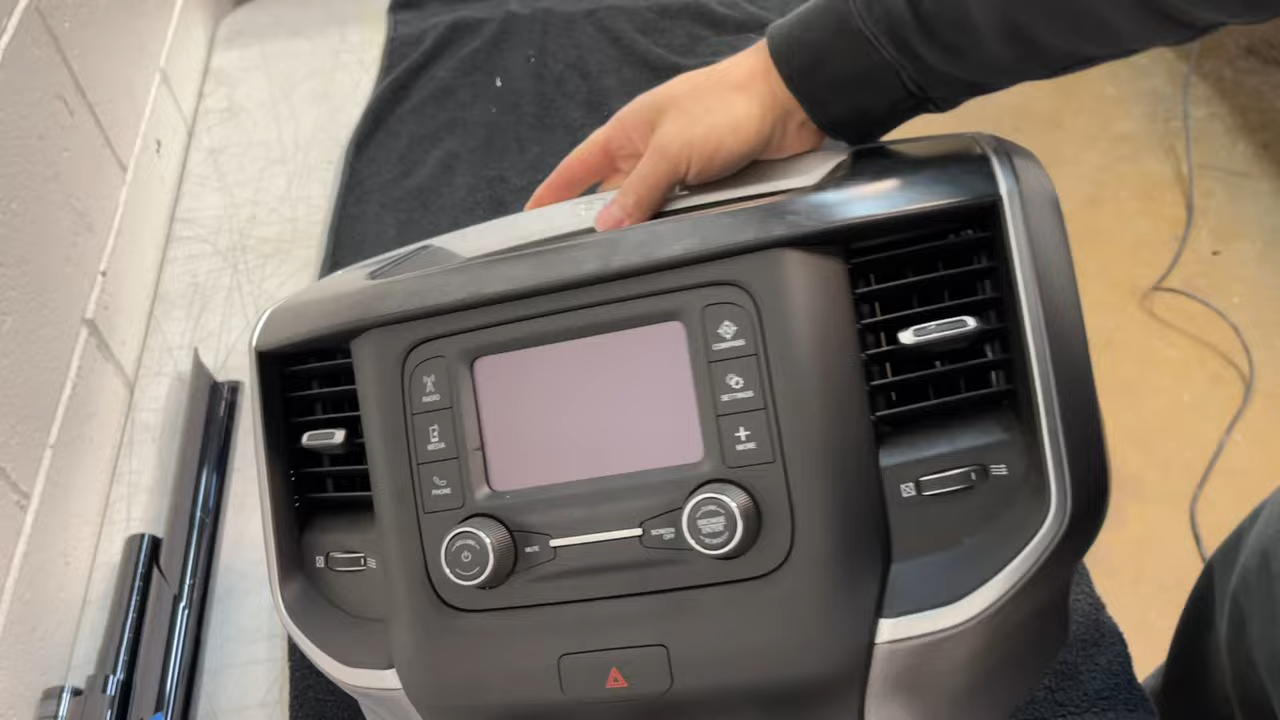 RADIO
MEDIA
PHONE
COMPASS
SETTINGS
MORE
MUTE
SCREEN
OFF
BROWSE
ENTER